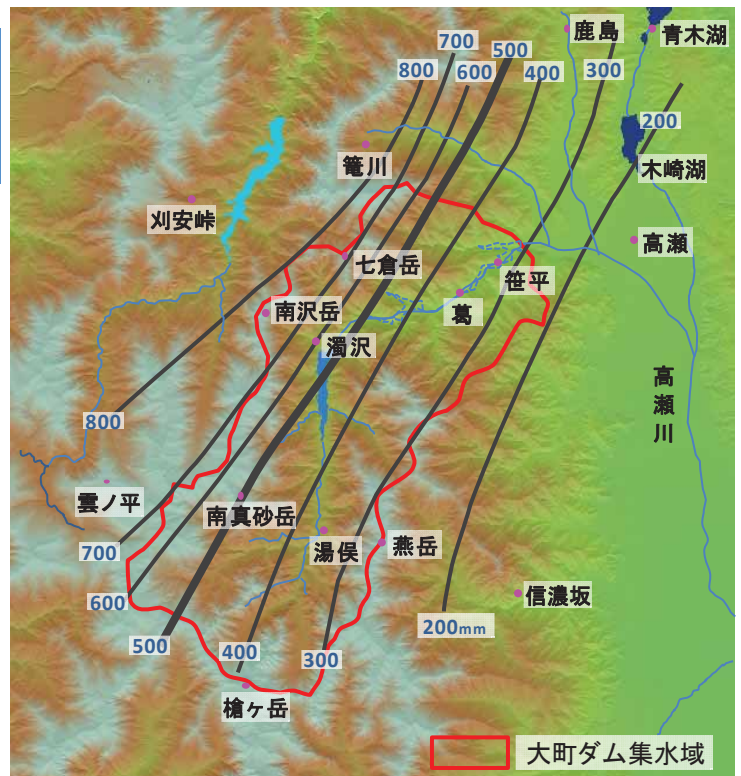 鹿島
青木湖
700
500
800
600
400
300
200
木崎湖
篭川
刈安峠
高瀬
七倉岳
笹平
南沢岳
葛
濁沢
高瀬川
800
雲ノ平
南真砂岳
湯俣
燕岳
700
600
信濃坂
500
400
300
200mm
槍ヶ岳
大町ダム集水域